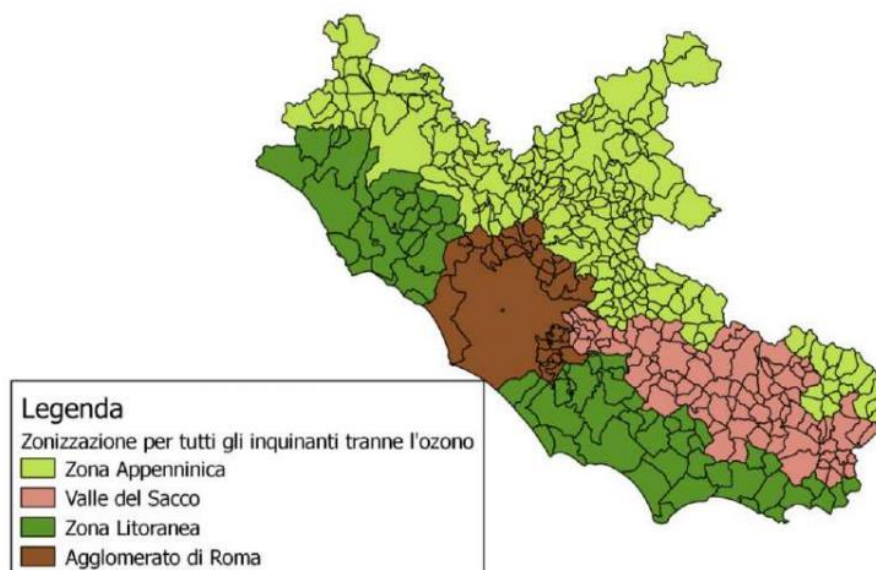 Legenda
Zonizzazione per tutti gli inquinanti tranne l'ozono
Zona Appenninica
Valle del Sacco
Zona Litoranea
Agglomerato di Roma